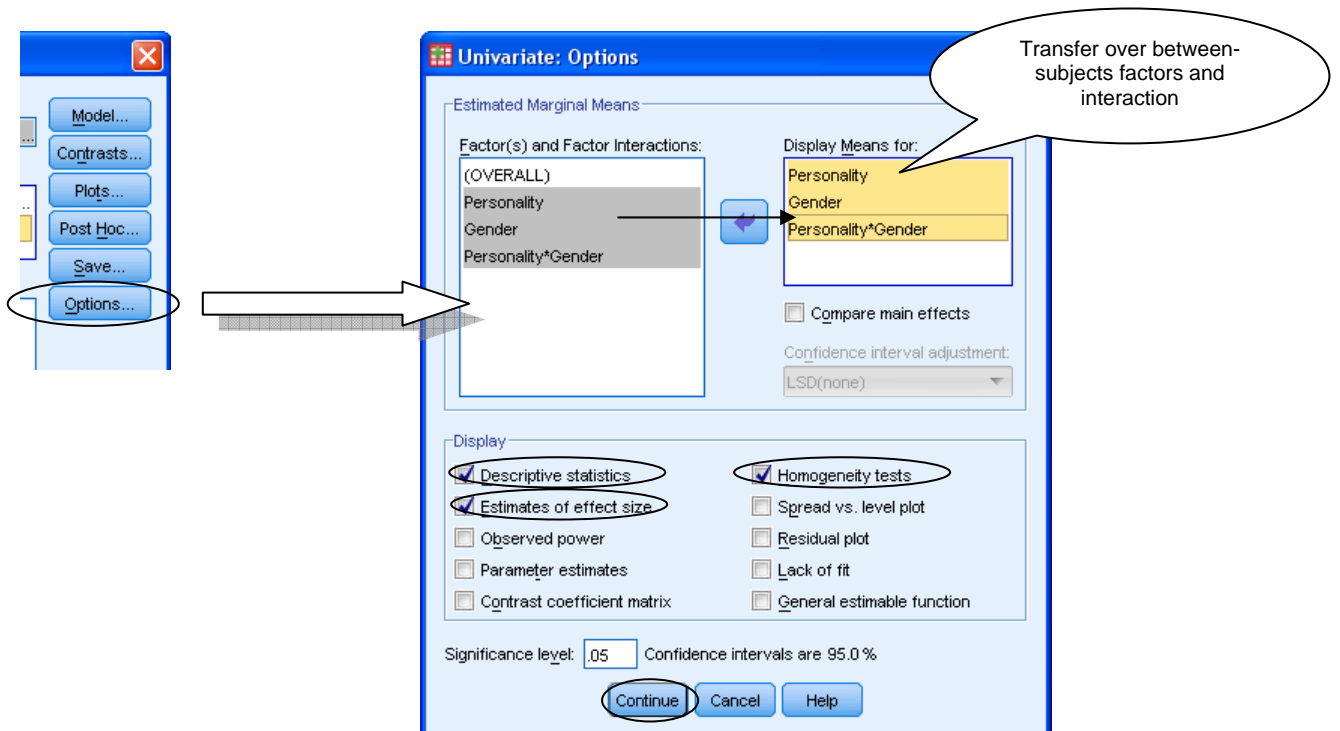 Model...
Contrasts...
Plots...
Post Hoc...
Save...
Options...
Univariate: Options
Transfer over between-
subjects factors and
interaction
Estimated Marginal Means
Factor(s) and Factor Interactions:
(OVERALL)
Personality
Gender
Personality*Gender
Display Means for:
Personality
Gender
Personality*Gender
Compare main effects
Confidence interval adjustment:
LSD(none)
Display
Descriptive statistics
Homogeneity tests
Estimates of effect size
Spread vs. level plot
Observed power
Residual plot
Parameter estimates
Lack of fit
Contrast coefficient matrix
General estimable function
Significance level: .05 Confidence intervals are 95.0 %
Continue Cancel Help